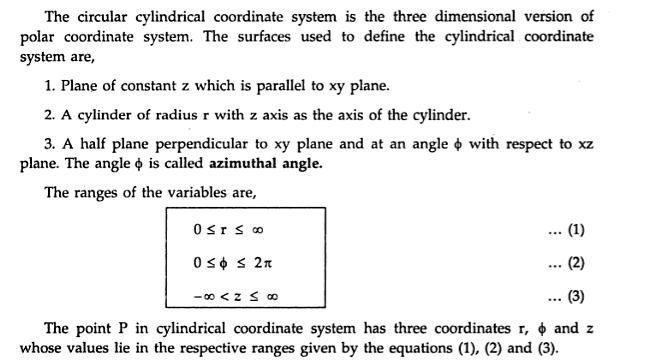 The circular cylindrical coordinate system is the three dimensional version of
polar coordinate system. The surfaces used to define the cylindrical coordinate
system are,
1. Plane of constant z which is parallel to xy plane.
2. A cylinder of radius r with z axis as the axis of the cylinder.
3. A half plane perpendicular to xy plane and at an angle ϕ with respect to xz
plane. The angle ϕ is called azimuthal angle.
The ranges of the variables are,
0 ≤ r ≤ ∞ ... (1)
0 ≤ ϕ ≤ 2π ... (2)
−∞ < z ≤ ∞ ... (3)
The point P in cylindrical coordinate system has three coordinates r, ϕ and z
whose values lie in the respective ranges given by the equations (1), (2) and (3).